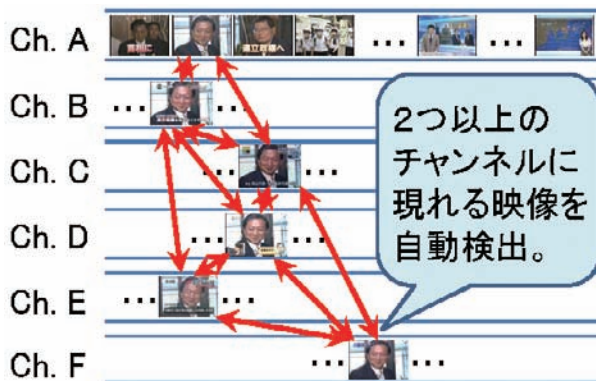 Ch. A
... ...
Ch. B
... ...
Ch. C
... ...
Ch. D
... ...
Ch. E
... ...
Ch. F
... ...
2つ以上の
チャンネルに
現れる映像を
自動検出。